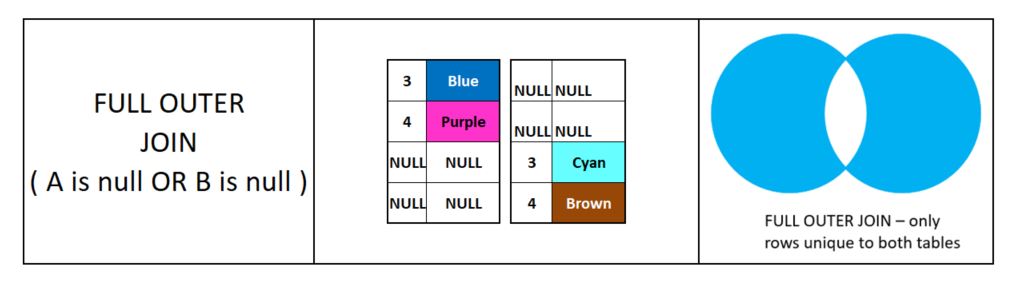 FULL OUTER
JOIN
( A is null OR B is null )
3 Blue NULL NULL
4 Purple NULL NULL
NULL NULL 3 Cyan
NULL NULL 4 Brown
FULL OUTER JOIN – only
rows unique to both tables